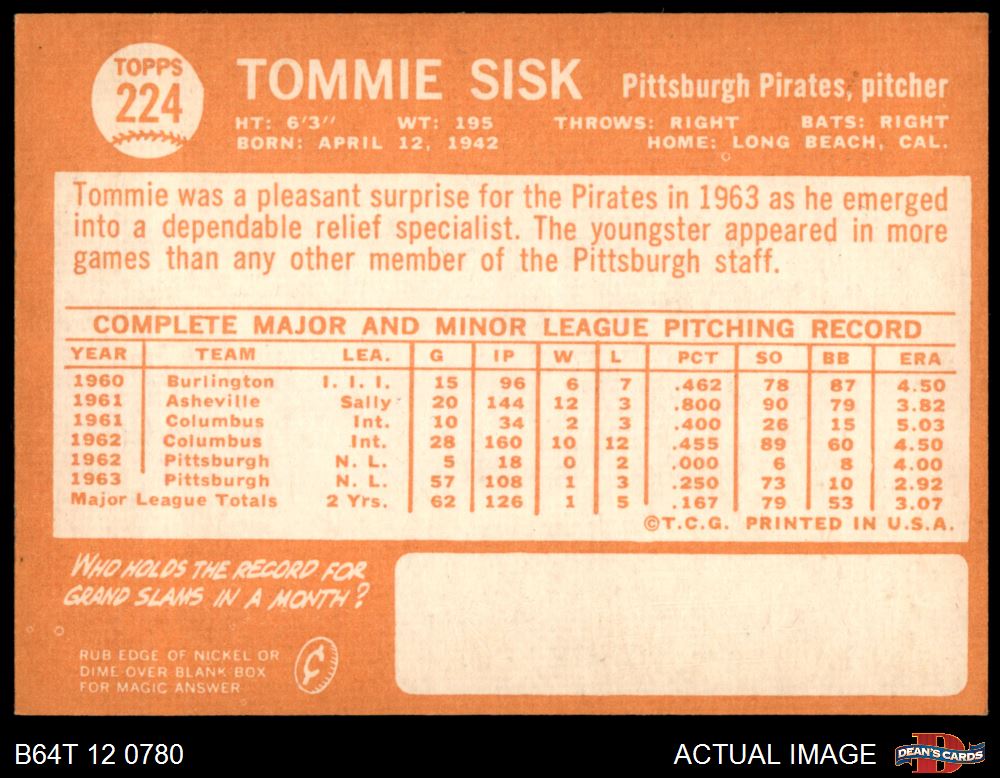 TOPPS
224
TOMMIE SISK Pittsburgh Pirates, pitcher
HT: 6'3" WT: 195 THROWS: RIGHT BATS: RIGHT
BORN: APRIL 12, 1942 HOME: LONG BEACH, CAL.
Tommie was a pleasant surprise for the Pirates in 1963 as he emerged
into a dependable relief specialist. The youngster appeared in more
games than any other member of the Pittsburgh staff.
COMPLETE MAJOR AND MINOR LEAGUE PITCHING RECORD
YEAR TEAM LEA. G IP W L PCT SO BB ERA
1960 Burlington I. I. I. 15 96 6 7 .462 78 87 4.50
1961 Asheville Sally 20 144 12 3 .800 90 79 3.82
1961 Columbus Int. 10 34 2 3 .400 26 15 5.03
1962 Columbus Int. 28 160 10 12 .455 89 60 4.50
1962 Pittsburgh N. L. 5 18 0 2 .000 6 8 4.00
1963 Pittsburgh N. L. 57 108 1 3 .250 73 10 2.92
Major League Totals 2 Yrs. 62 126 1 5 .167 79 53 3.07
©T.C.G. PRINTED IN U.S.A.
WHO HOLDS THE RECORD FOR
GRAND SLAMS IN A MONTH?
RUB EDGE OF NICKEL OR
DIME OVER BLANK BOX
FOR MAGIC ANSWER
¢
B64T 12 0780 ACTUAL IMAGE DEAN'S CARDS